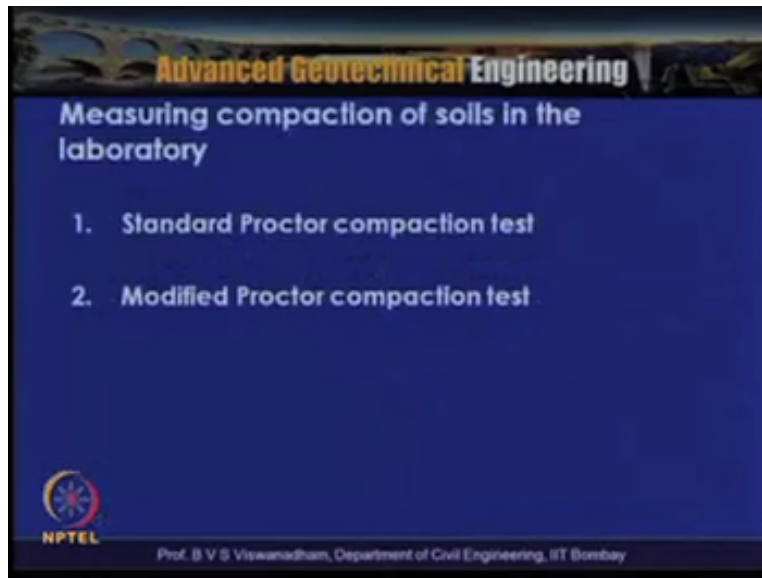 Advanced Geotechnical Engineering
Measuring compaction of soils in the
laboratory
1. Standard Proctor compaction test
2. Modified Proctor compaction test
NPTEL
Prof. B V S Viswanadham, Department of Civil Engineering, IIT Bombay